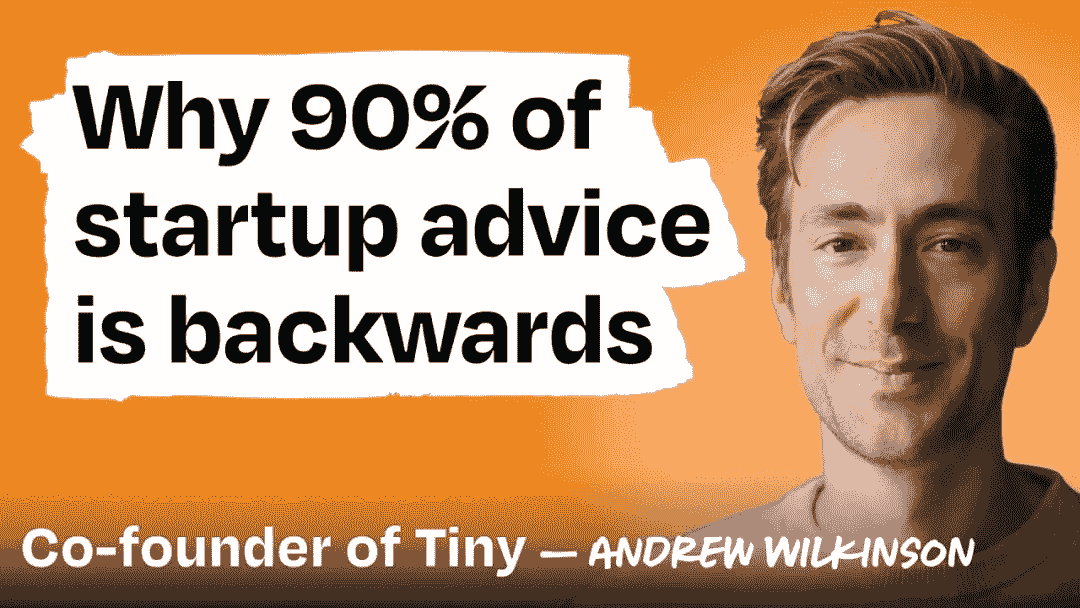 Why 90% of
startup advice
is backwards
Co-founder of Tiny — ANDREW WILKINSON